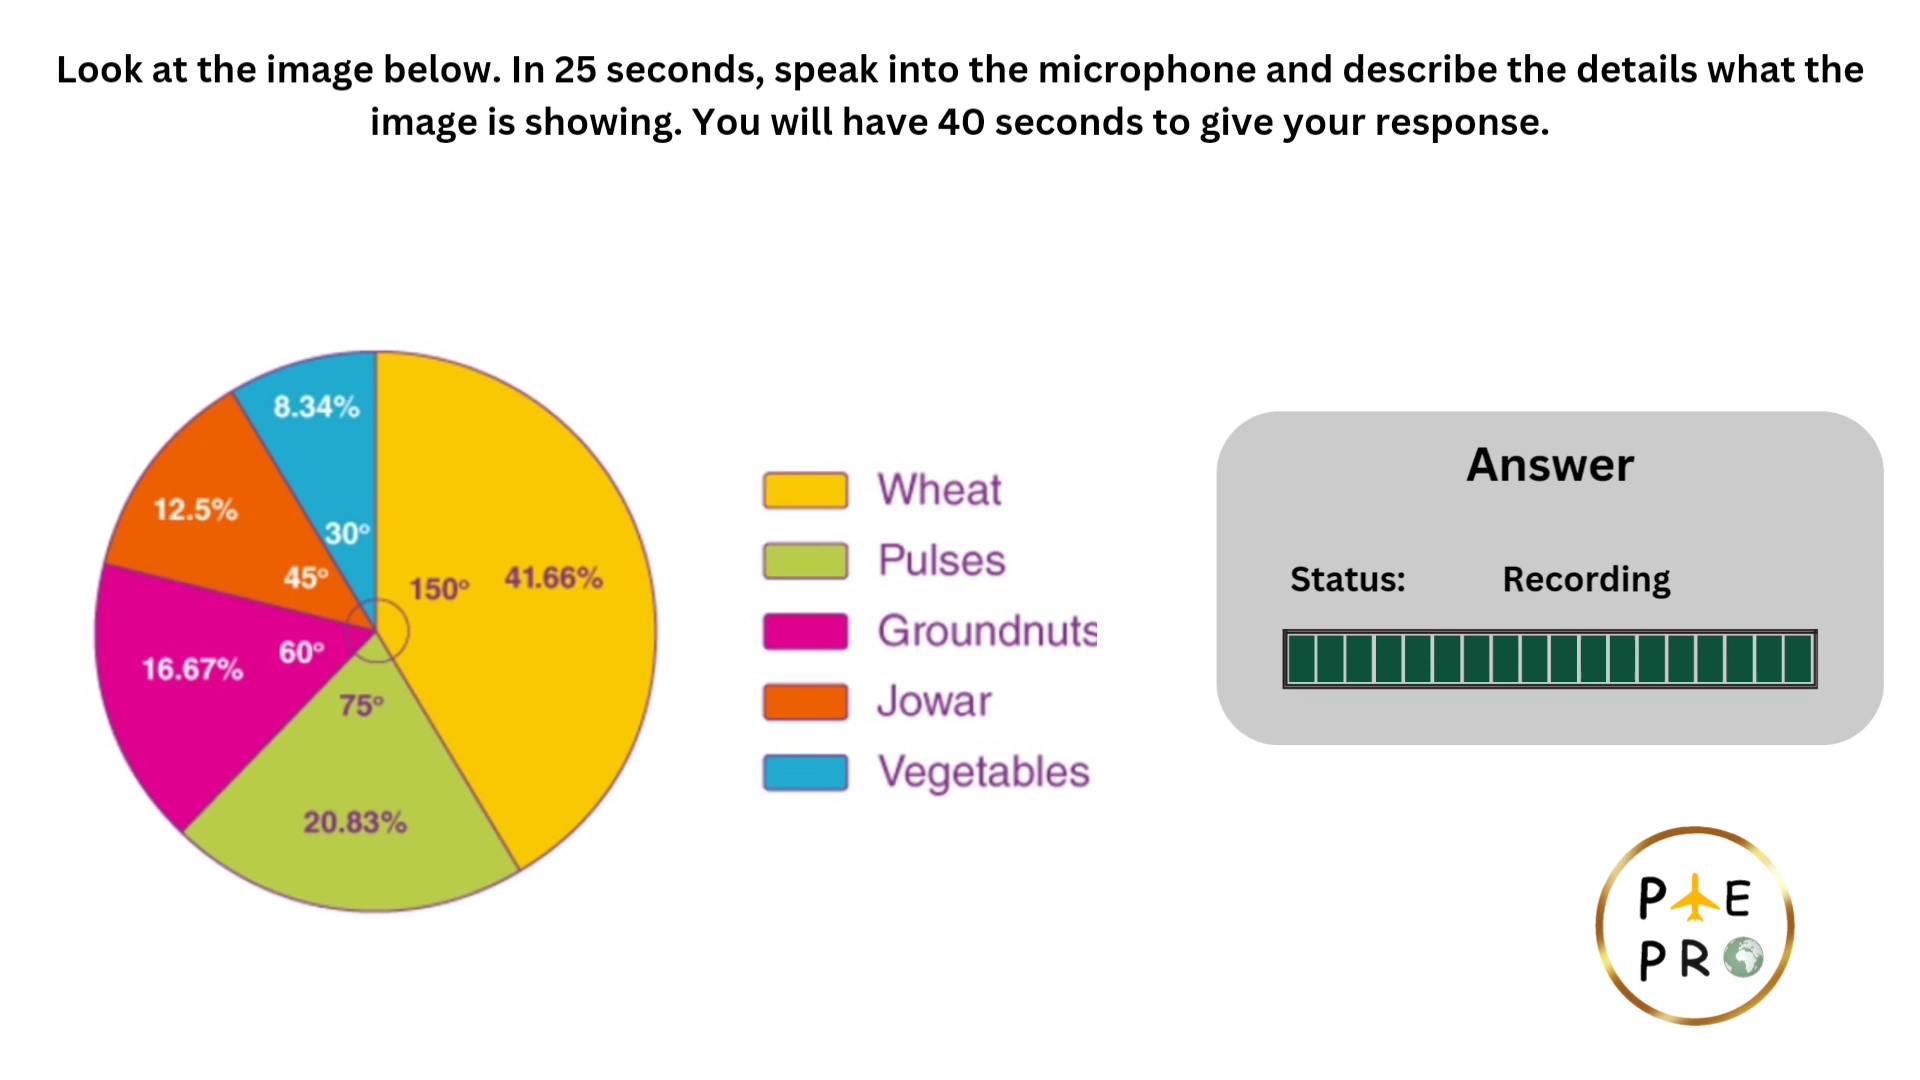 Look at the image below. In 25 seconds, speak into the microphone and describe the details what the
image is showing. You will have 40 seconds to give your response.
8.34%
12.5%
30°
45°
150° 41.66%
60°
16.67%
75°
20.83%
Wheat
Pulses
Groundnuts
Jowar
Vegetables
Answer
Status: Recording
P E
PR